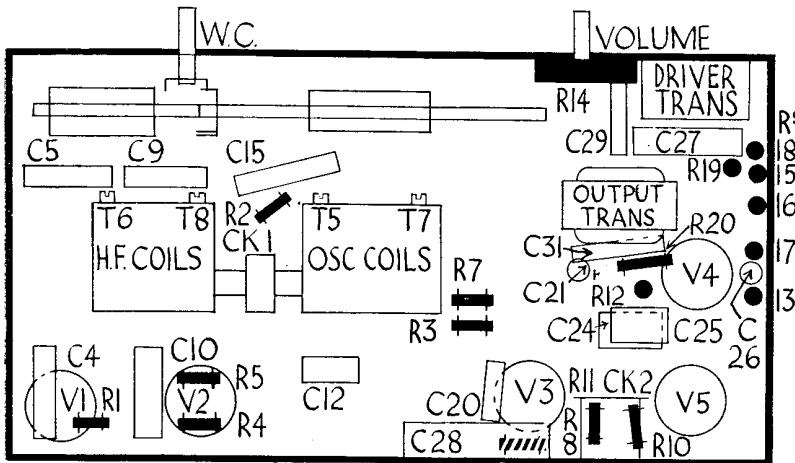 W.C.
VOLUME
DRIVER
TRANS
R14
C5
C9
C15
C29
C27
18
R19
15
16
OUTPUT
TRANS
T6
T8
R2
T5
T7
R20
CK1
H.F. COILS
OSC COILS
C31
17
R7
V4
C21
R12
13
R3
C24
C25
C
26
C4
C10
R5
C12
V1
R1
V2
R4
C20
V3
R11
CK2
V5
C28
R
8
R10